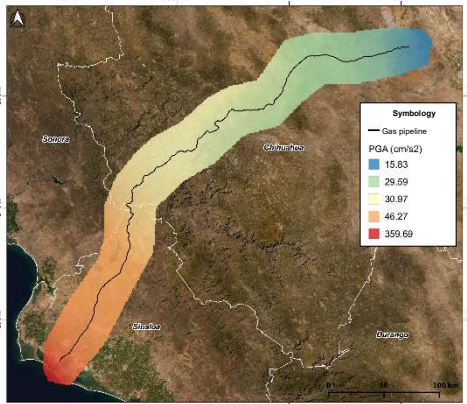 Sonora
Chihuahua
Sinaloa
Durango
Symbology
Gas pipeline
PGA (cm/s2)
15.83
29.59
30.97
46.27
359.69
0 50 100 km